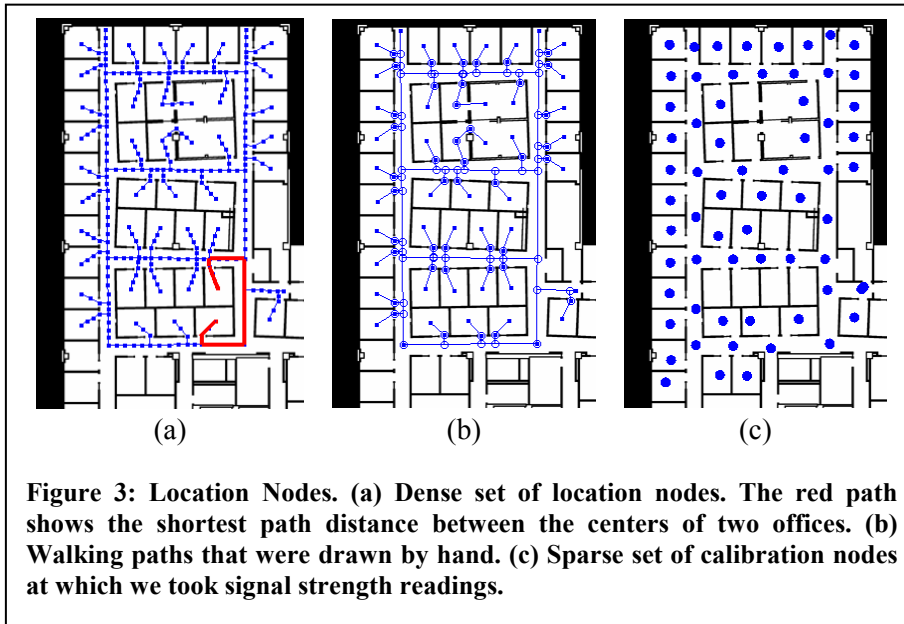 (a) (b) (c)
Figure 3: Location Nodes. (a) Dense set of location nodes. The red path
shows the shortest path distance between the centers of two offices. (b)
Walking paths that were drawn by hand. (c) Sparse set of calibration nodes
at which we took signal strength readings.